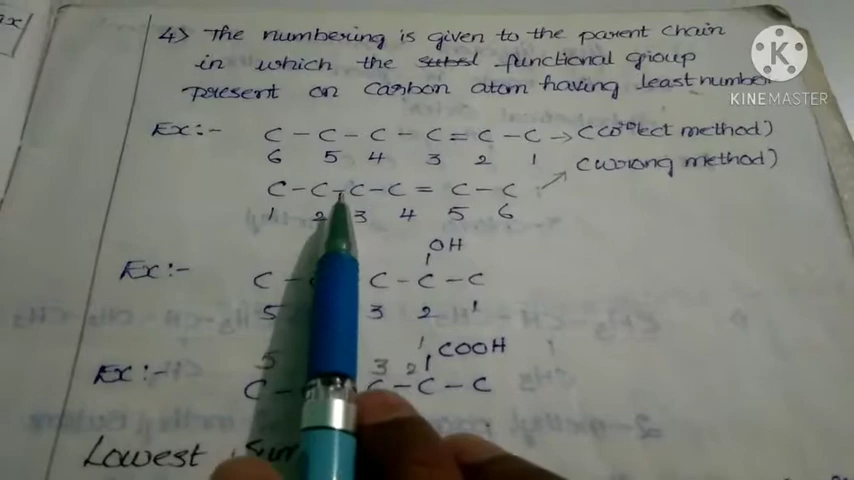 4) The numbering is given to the parent chain
in which the functional group
present on carbon atom having least number
KINEMASTER
Ex:- C - C - C - C = C - C → (Correct method)
6 5 4 3 2 1
(Wrong method)
C - C - C - C = C - C
1 2 3 4 5 6
OH
Ex:- C - C - C - C
5 3 2 1
1 COOH
5 3 2
Ex:- C - C - C - C
Lowest
2-methyl